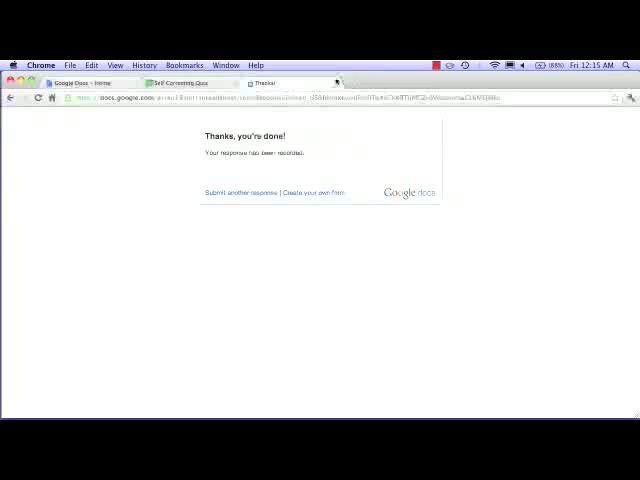 Chrome File Edit View History Bookmarks Window Help (88%) Fri 12:15 AM
Google Docs - Home Self Correcting Quiz Thanks!
https://docs.google.com
Thanks, you're done!
Your response has been recorded.
Submit another response | Create your own form
Google docs